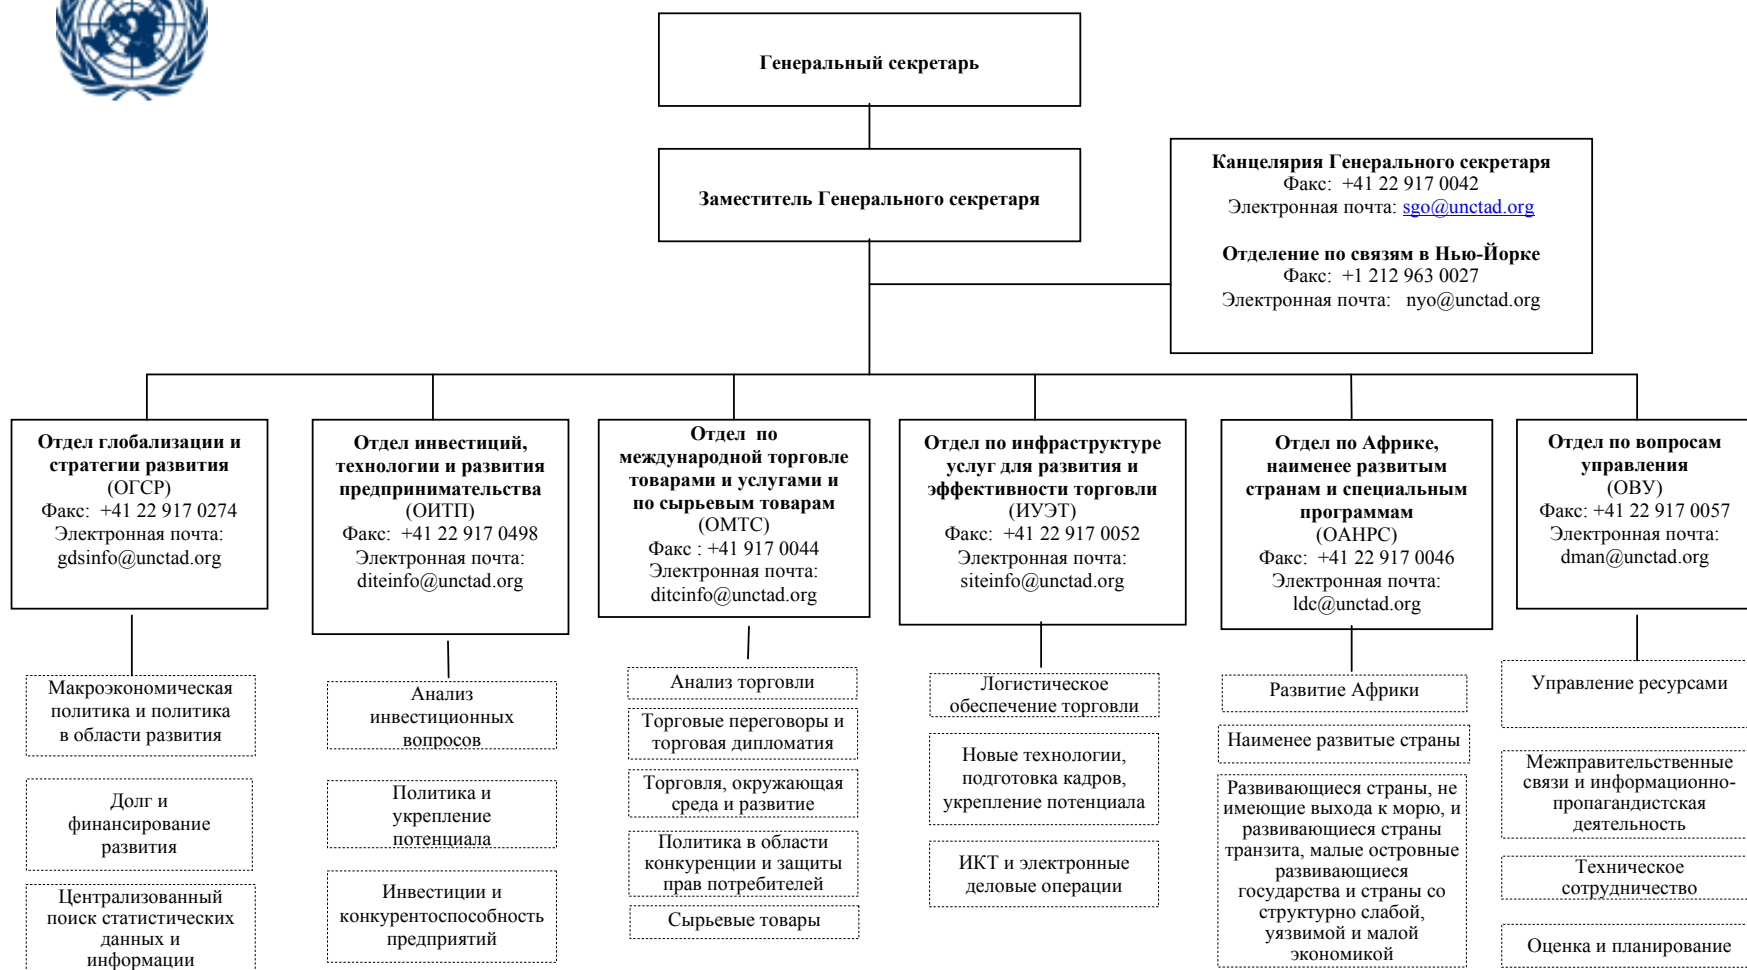 Генеральный секретарь
Заместитель Генерального секретаря
Канцелярия Генерального секретаря
Факс: +41 22 917 0042
Электронная почта: sgo@unctad.org
Отделение по связям в Нью-Йорке
Факс: +1 212 963 0027
Электронная почта: nyo@unctad.org
Отдел глобализации и
стратегии развития
(ОГСР)
Факс: +41 22 917 0274
Электронная почта:
gdsinfo@unctad.org
Макроэкономическая
политика и политика
в области развития
Долг и
финансирование
развития
Централизованный
поиск статистических
данных и
информации
Отдел инвестиций,
технологии и развития
предпринимательства
(ОИТП)
Факс: +41 22 917 0498
Электронная почта:
diteinfo@unctad.org
Анализ
инвестиционных
вопросов
Политика и
укрепление
потенциала
Инвестиции и
конкурентоспособность
предприятий
Отдел по
международной торговле
товарами и услугами и
по сырьевым товарам
(ОМТС)
Факс : +41 917 0044
Электронная почта:
ditcinfo@unctad.org
Анализ торговли
Торговые переговоры и
торговая дипломатия
Торговля, окружающая
среда и развитие
Политика в области
конкуренции и защиты
прав потребителей
Сырьевые товары
Отдел по инфраструктуре
услуг для развития и
эффективности торговли
(ИУЭТ)
Факс: +41 22 917 0052
Электронная почта:
siteinfo@unctad.org
Логистическое
обеспечение торговли
Новые технологии,
подготовка кадров,
укрепление потенциала
ИКТ и электронные
деловые операции
Отдел по Африке,
наименее развитым
странам и специальным
программам
(ОАНРС)
Факс: +41 22 917 0046
Электронная почта:
ldc@unctad.org
Развитие Африки
Наименее развитые страны
Развивающиеся страны, не
имеющие выхода к морю, и
развивающиеся страны
транзита, малые островные
развивающиеся
государства и страны со
структурно слабой,
уязвимой и малой
экономикой
Отдел по вопросам
управления
(ОВУ)
Факс: +41 22 917 0057
Электронная почта:
dman@unctad.org
Управление ресурсами
Межправительственные
связи и информационно-
пропагандистская
деятельность
Техническое
сотрудничество
Оценка и планирование